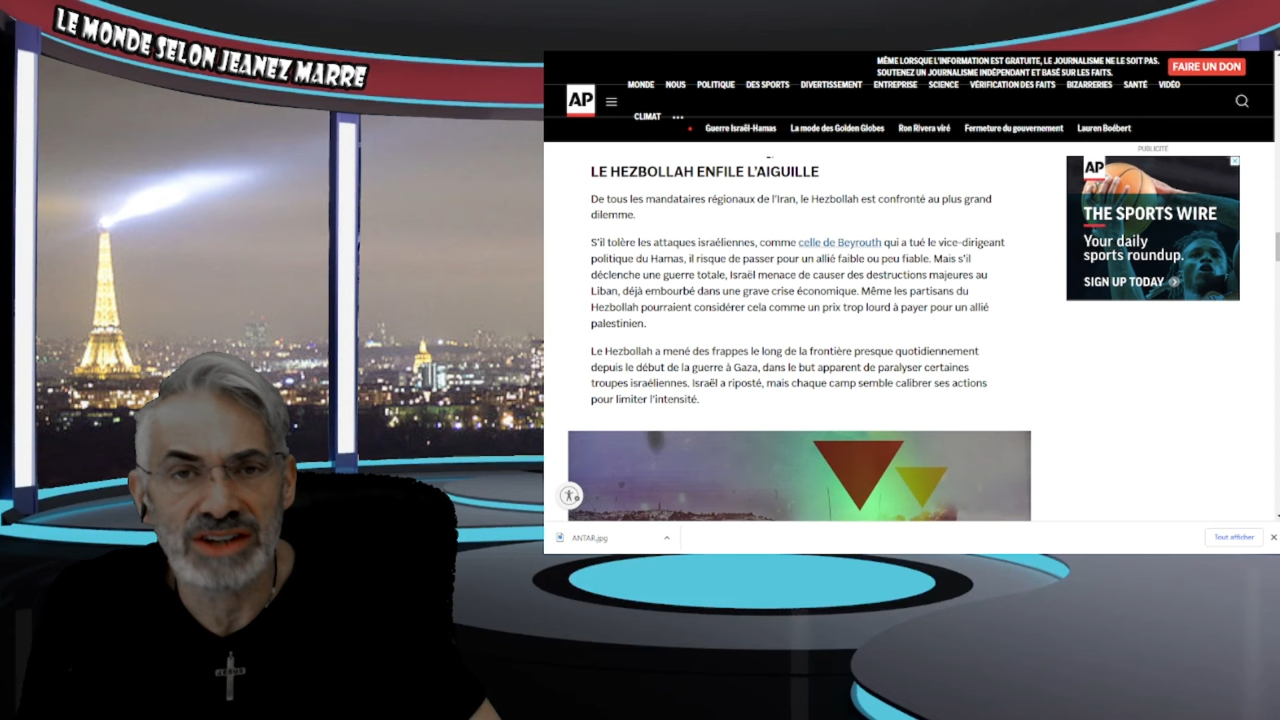 LE MONDE SELON JEANEZ MARRE
MÊME LORSQUE L'INFORMATION EST GRATUITE, LE JOURNALISME NE LE SOIT PAS.
SOUTENEZ UN JOURNALISME INDÉPENDANT ET BASÉ SUR LES FAITS.
FAIRE UN DON
AP
MONDE NOUS POLITIQUE DES SPORTS DIVERTISSEMENT ENTREPRISE SCIENCE VÉRIFICATION DES FAITS BIZARRERIES SANTÉ VIDÉO
CLIMAT
Guerre Israël-Hamas La mode des Golden Globes Ron Rivera viré Fermeture du gouvernement Lauren Boébert
PUBLICITÉ
LE HEZBOLLAH ENFILE L'AIGUILLE
De tous les mandataires régionaux de l'Iran, le Hezbollah est confronté au plus grand
dilemme.
S'il tolère les attaques israéliennes, comme celle de Beyrouth qui a tué le vice-dirigeant
politique du Hamas, il risque de passer pour un allié faible ou peu fiable. Mais s'il
déclenche une guerre totale, Israël menace de causer des destructions majeures au
Liban, déjà embourbé dans une grave crise économique. Même les partisans du
Hezbollah pourraient considérer cela comme un prix trop lourd à payer pour un allié
palestinien.
Le Hezbollah a mené des frappes le long de la frontière presque quotidiennement
depuis le début de la guerre à Gaza, dans le but apparent de paralyser certaines
troupes israéliennes. Israël a riposté, mais chaque camp semble calibrer ses actions
pour limiter l'intensité.
AP
THE SPORTS WIRE
Your daily
sports roundup.
SIGN UP TODAY
ANTAR.jpg
Tout afficher
JESUS